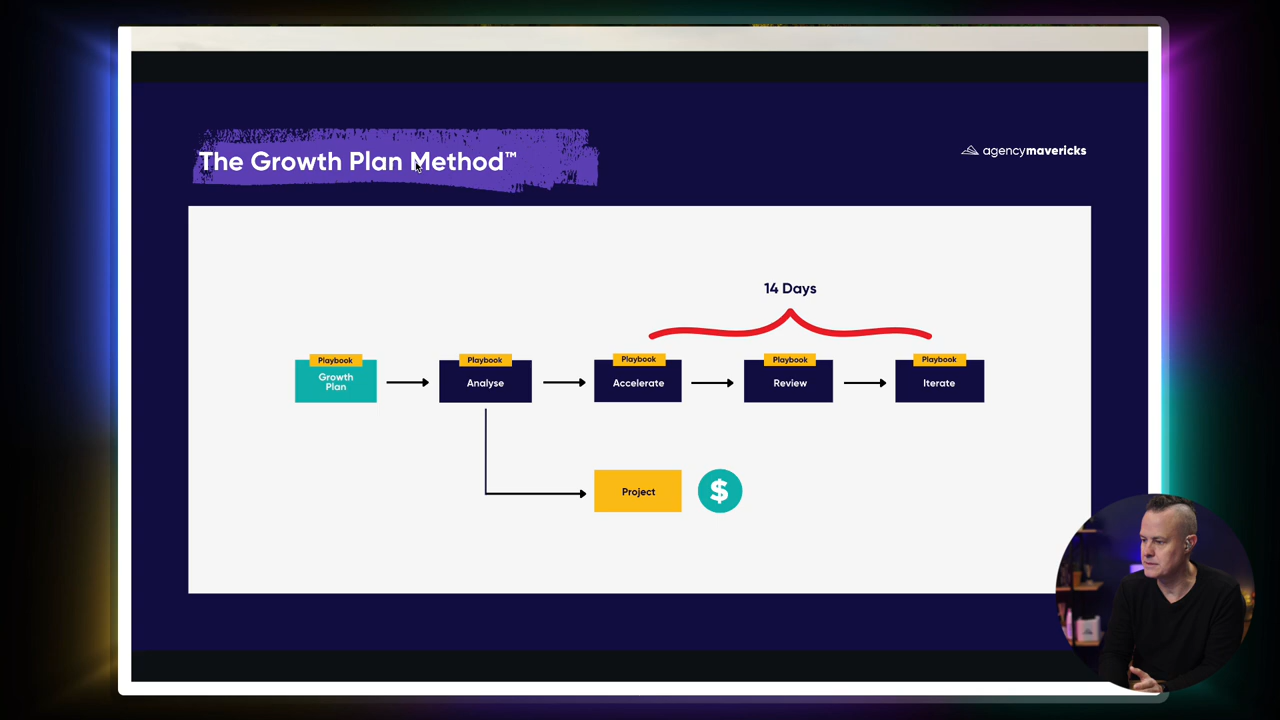 The Growth Plan Method™
agencymavericks
14 Days
Playbook
Growth
Plan
Playbook
Analyse
Playbook
Accelerate
Playbook
Review
Playbook
Iterate
Project
$